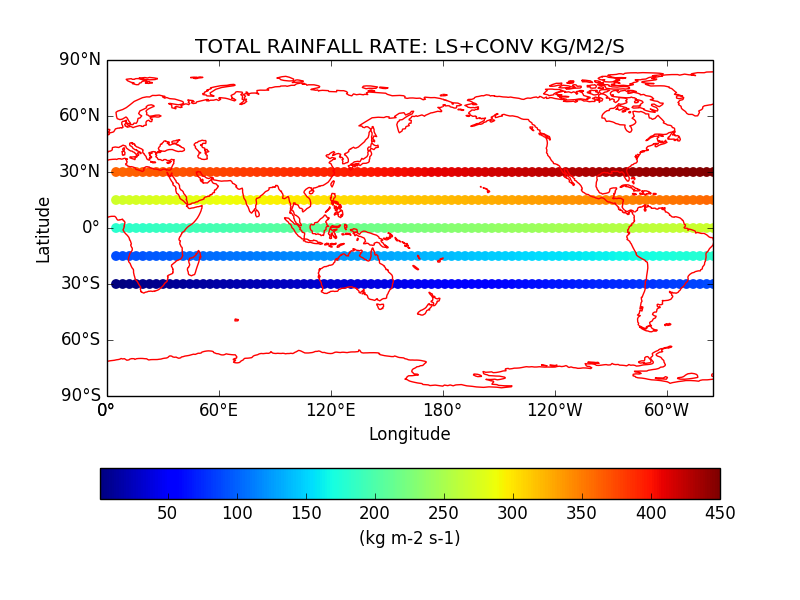 TOTAL RAINFALL RATE: LS+CONV KG/M2/S
90°N
60°N
30°N
0°
30°S
60°S
90°S
Latitude
0° 60°E 120°E 180° 120°W 60°W
Longitude
50 100 150 200 250 300 350 400 450
(kg m-2 s-1)